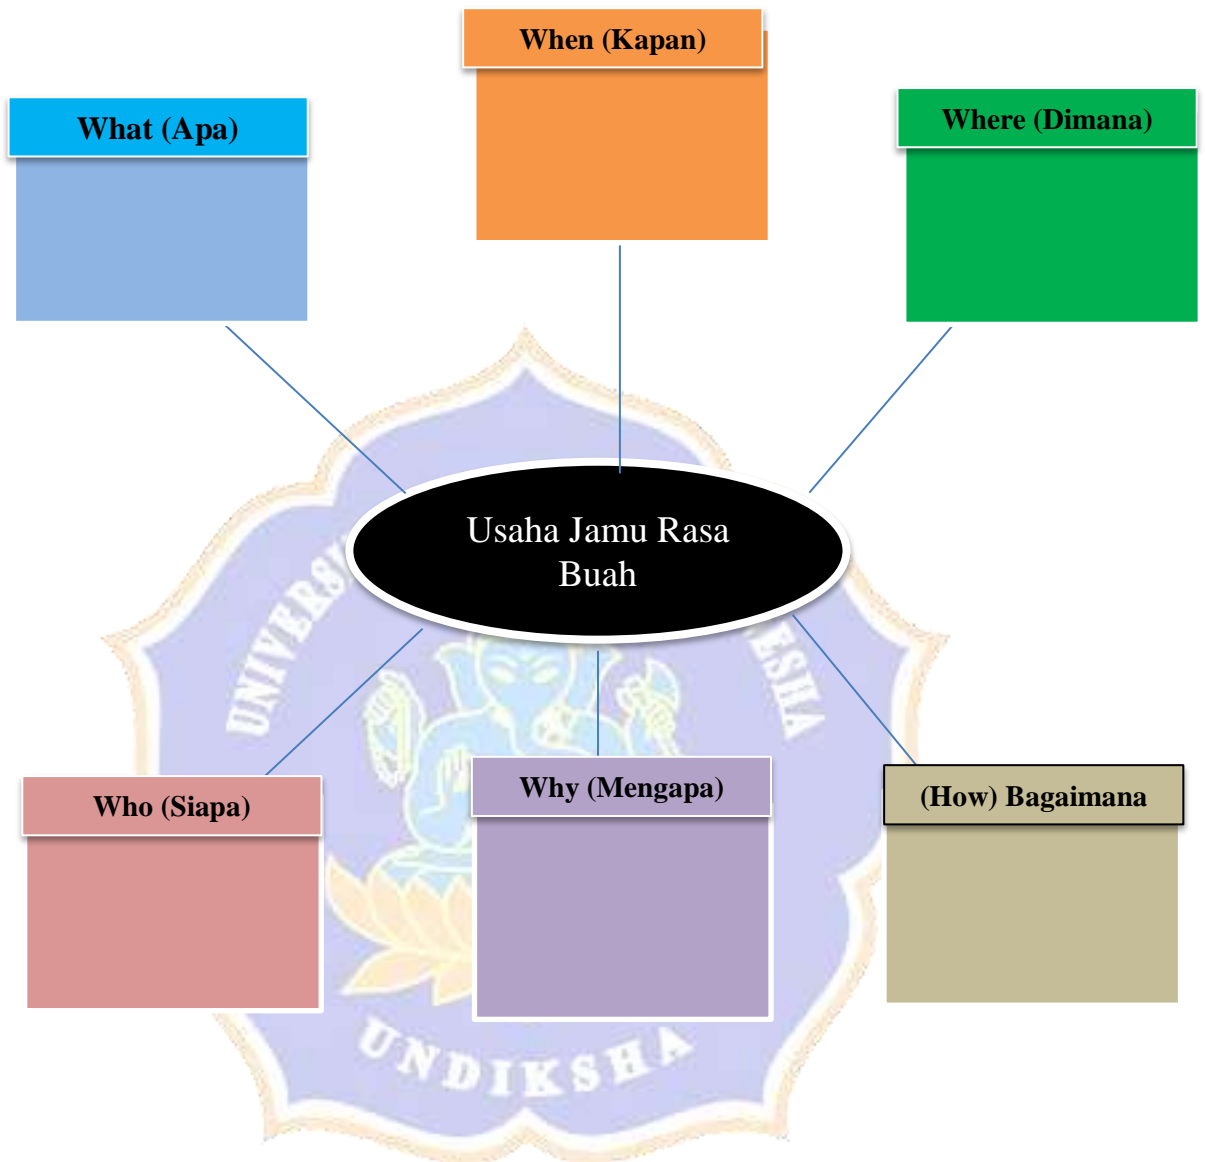 When (Kapan)
What (Apa)
Where (Dimana)
Usaha Jamu Rasa
Buah
Who (Siapa)
Why (Mengapa)
(How) Bagaimana
UNDIKSHA